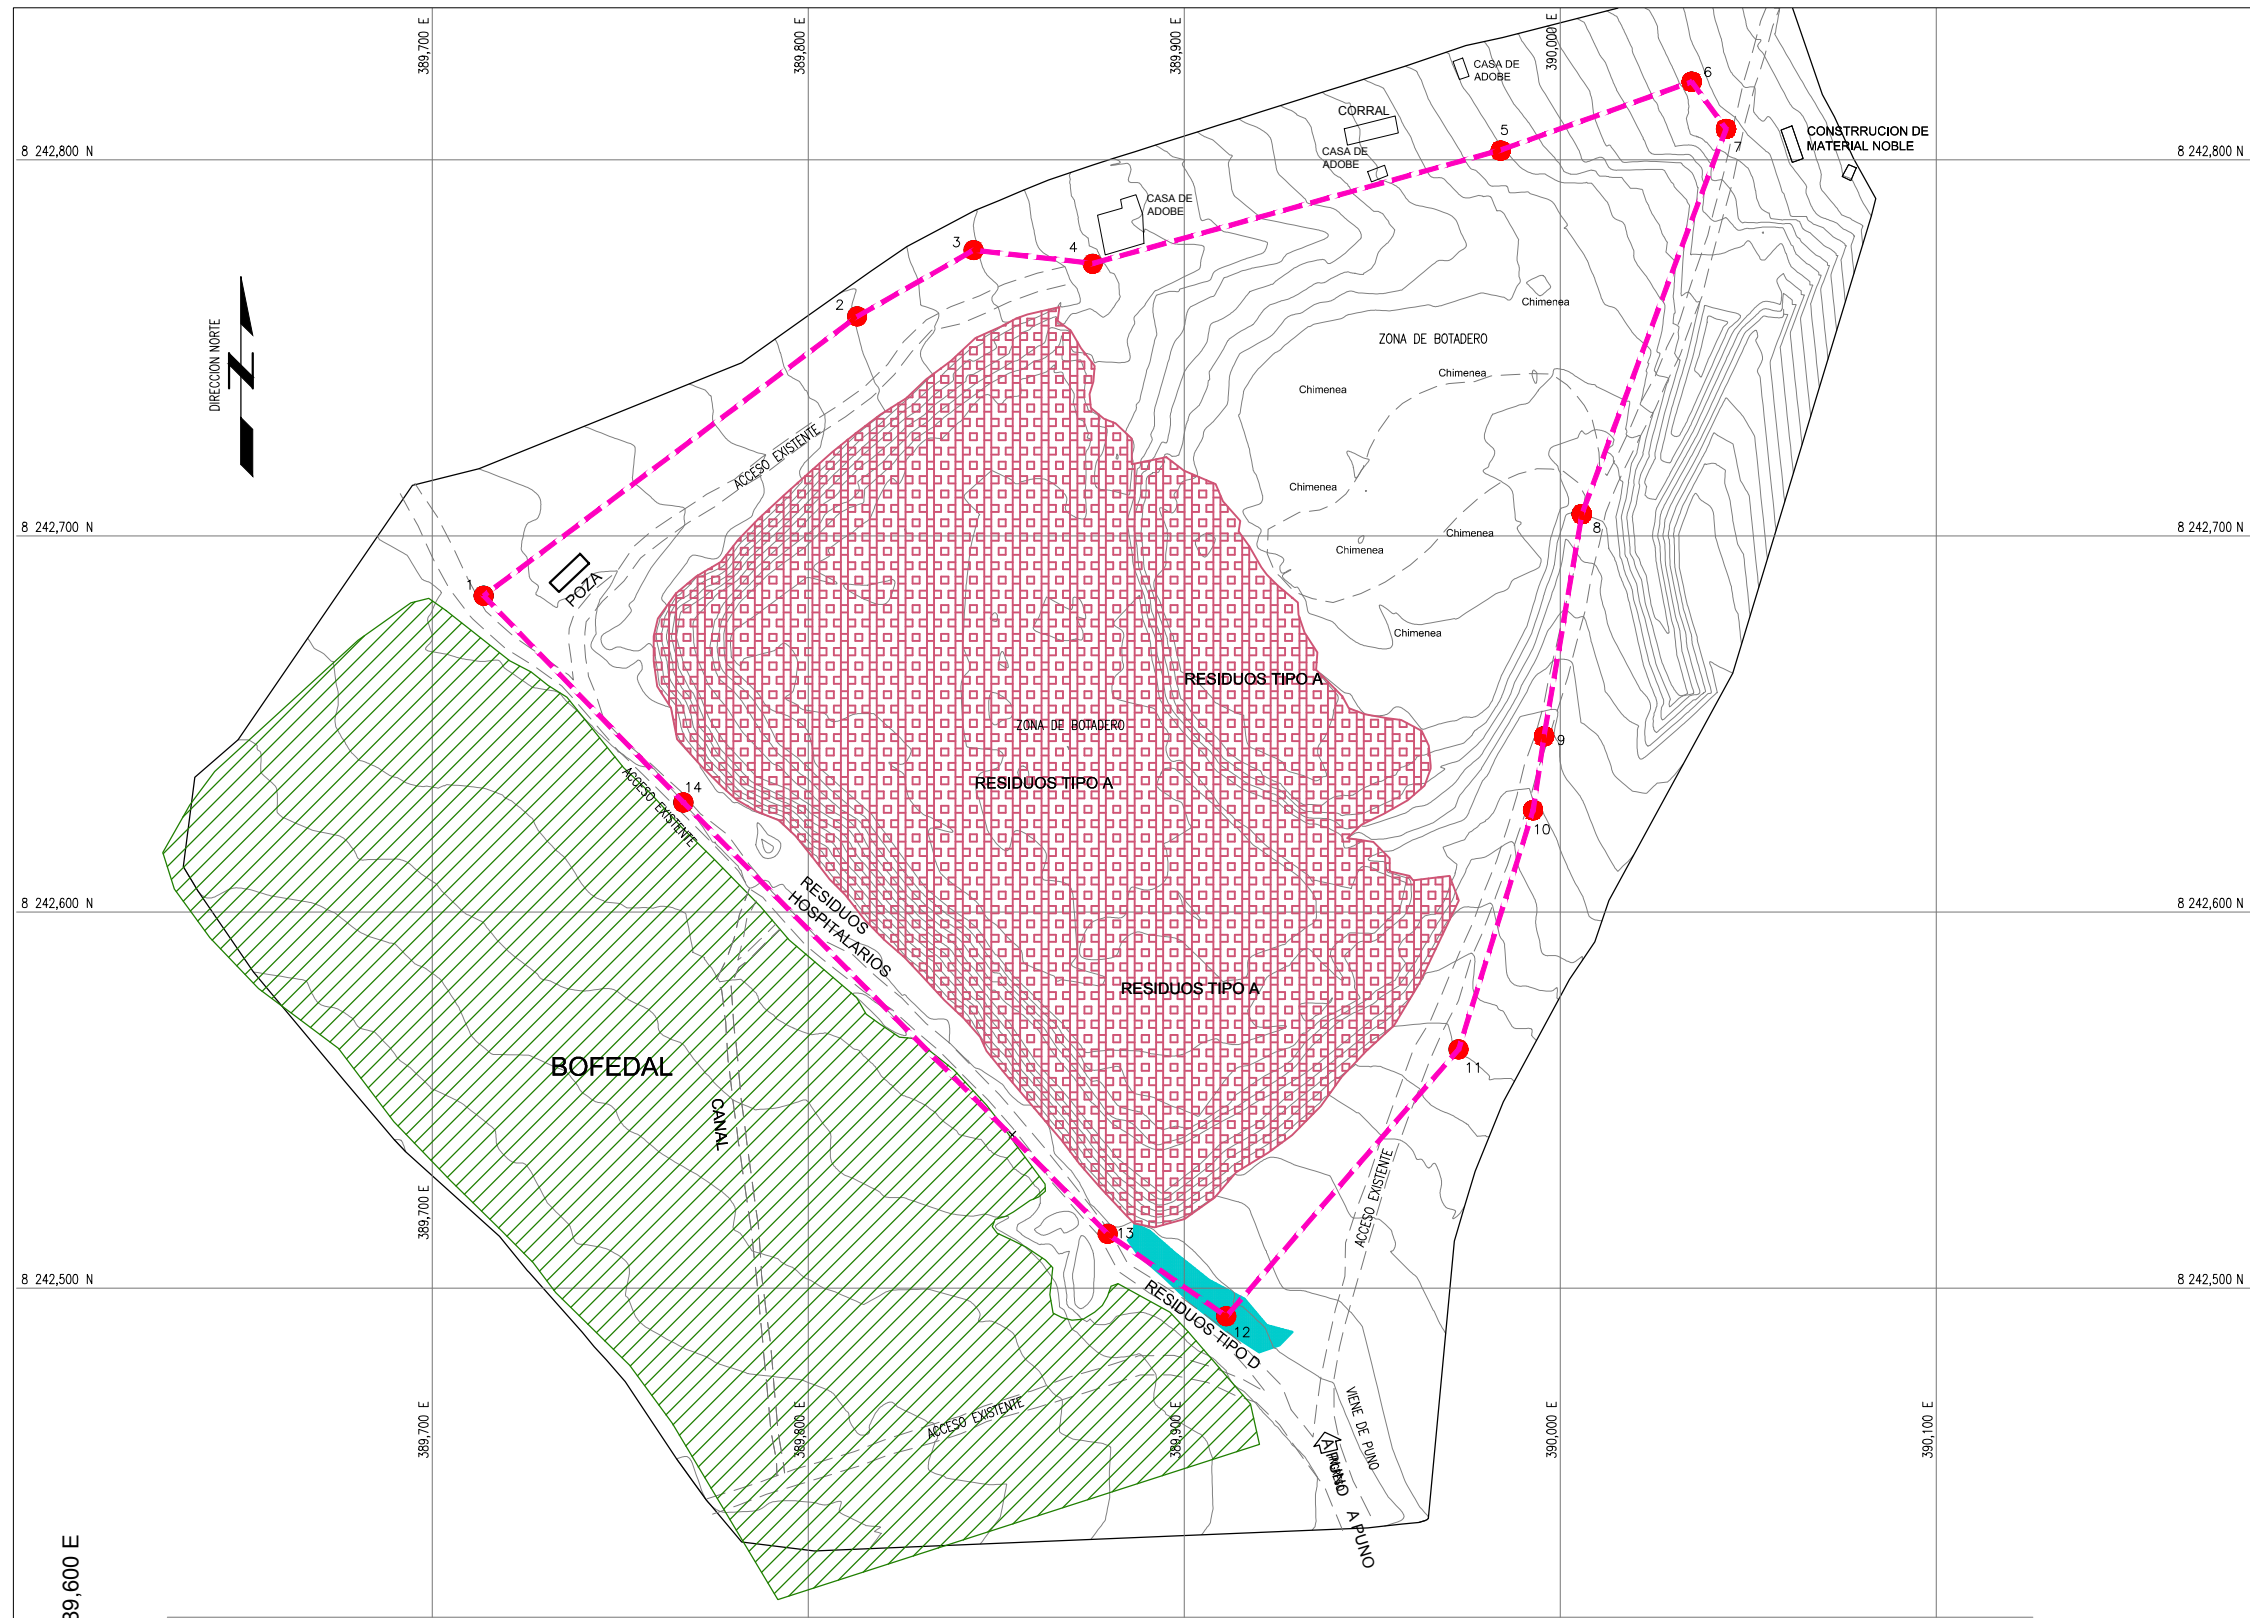 389,700 E
389,800 E
389,900 E
390,000 E
6
CASA DE
ADOBE
CORRAL
5
7
CONSTRRUCION DE
MATERIAL NOBLE
8 242,800 N
8 242,800 N
CASA DE
ADOBE
CASA DE
ADOBE
3
4
2
Chimenea
ZONA DE BOTADERO
DIRECCION NORTE
N
Chimenea
Chimenea
ACCESO EXISTENTE
Chimenea
8 242,700 N
8 242,700 N
8
Chimenea
Chimenea
1
POZA
Chimenea
RESIDUOS TIPO A
ZONA DE BOTADERO
9
RESIDUOS TIPO A
14
ACCESO EXISTENTE
10
RESIDUOS
HOSPITALARIOS
8 242,600 N
8 242,600 N
RESIDUOS TIPO A
BOFEDAL
11
CANAL
ACCESO EXISTENTE
389,700 E
13
8 242,500 N
8 242,500 N
RESIDUOS TIPO D
12
ACCESO EXISTENTE
VIENE DE PUNO
389,700 E
389,800 E
389,900 E
390,000 E
390,100 E
A PUNO
A PUNO
89,600 E